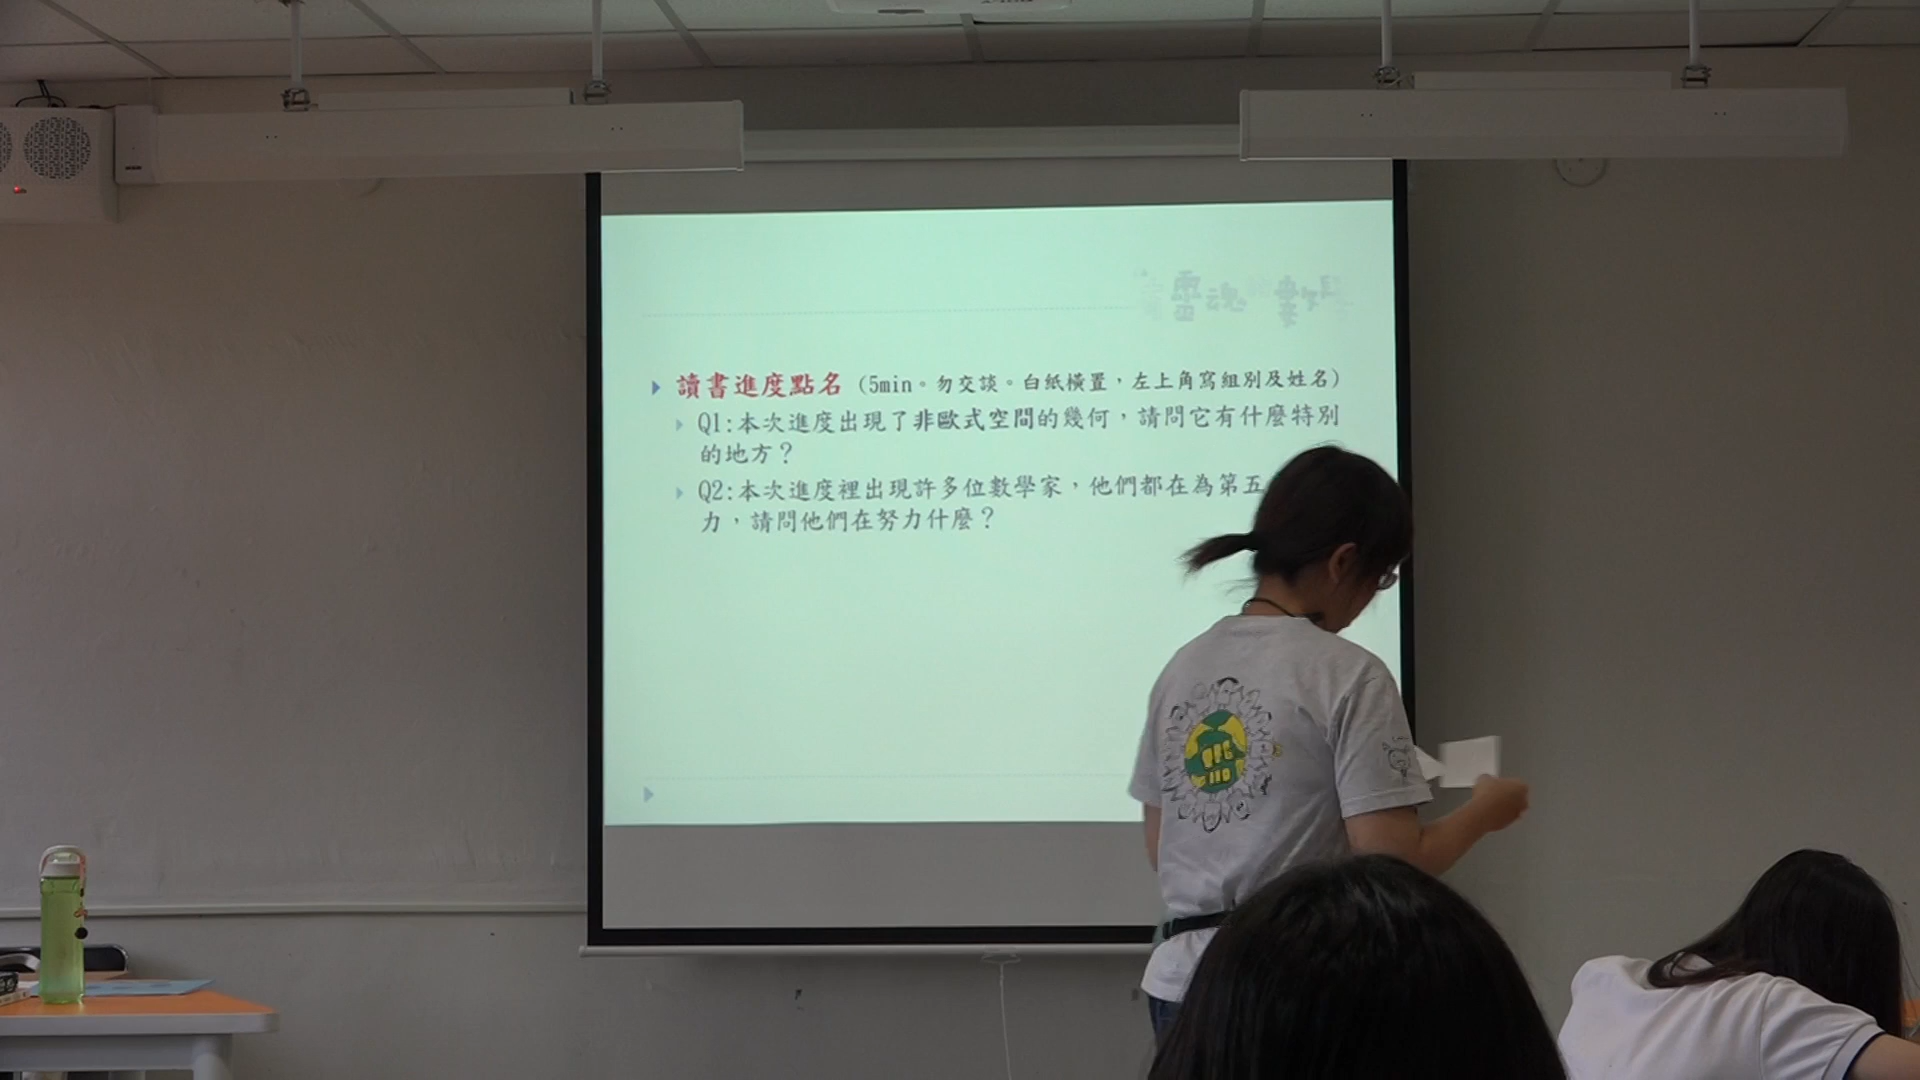 靈魂 數
讀書進度點名 (5min。勿交談。白紙橫置，左上角寫組別及姓名)
Q1:本次進度出現了非歐式空間的幾何，請問它有什麼特別
的地方？
Q2:本次進度裡出現許多位數學家，他們都在為第五
力，請問他們在努力什麼？